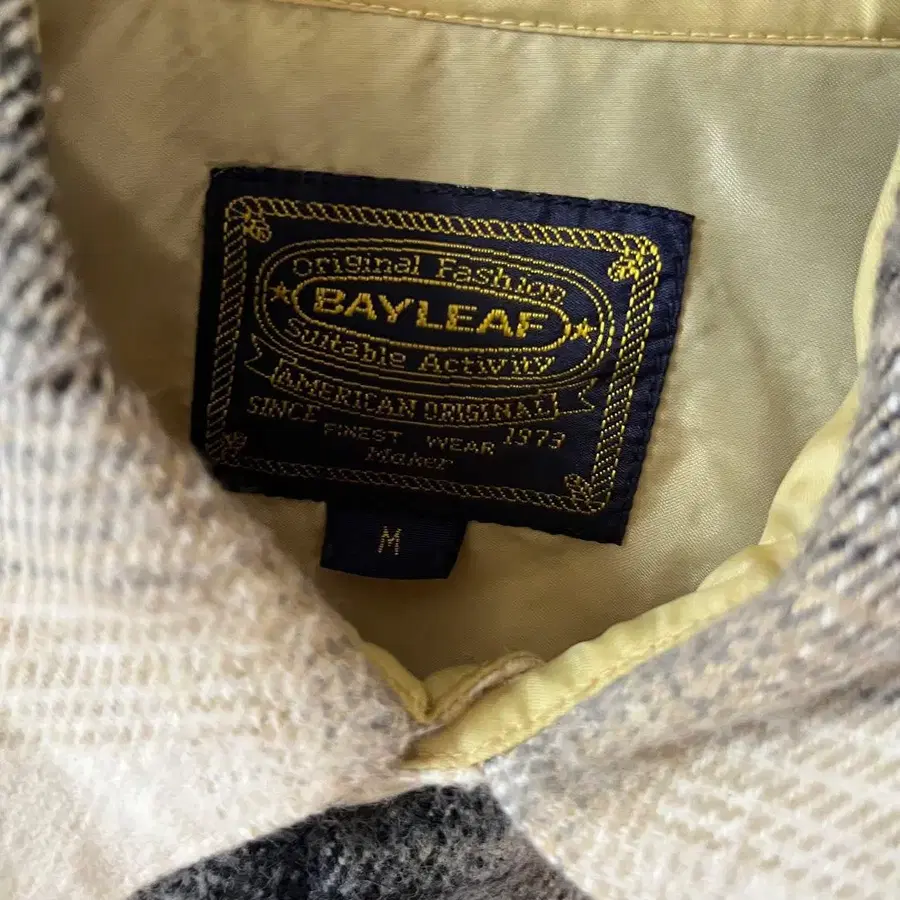 Original Fashion
BAYLEAF
Suitable Activity
AMERICAN ORIGINAL
SINCE 1973
FINEST WEAR
Maker
M